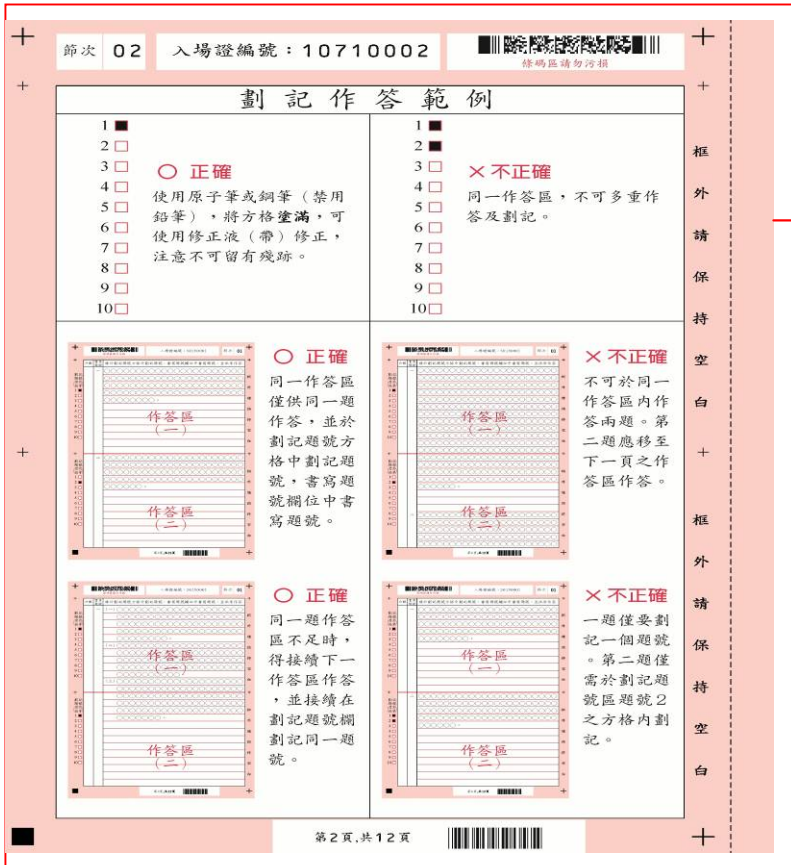 節次 02 入場證編號：10710002
條碼區請勿污損
劃記作答範例
1
2
3
4
5
6
7
8
9
10
○ 正確
使用原子筆或鋼筆（禁用
鉛筆），將方格塗滿，可
使用修正液（帶）修正，
注意不可留有殘跡。
1
2
3
4
5
6
7
8
9
10
×不正確
同一作答區，不可多重作
答及劃記。
作答區
（一）
作答區
（二）
○ 正確
同一作答區
僅供同一題
作答，並於
劃記題號方
格中劃記題
號，書寫題
號欄位中書
寫題號。
作答區
（一）
作答區
（二）
×不正確
不可於同一
作答區內作
答兩題。第
二題應移至
下一頁之作
答區作答。
作答區
（一）
作答區
（二）
○ 正確
同一題作答
區不足時，
得接續下一
作答區作答
，並接續在
劃記題號欄
劃記同一題
號。
作答區
（一）
作答區
（二）
×不正確
一題僅要劃
記一個題號
。第二題僅
需於劃記題
號區題號2
之方格內劃
記。
框外請保持空白
框外請保持空白
第2頁,共12頁